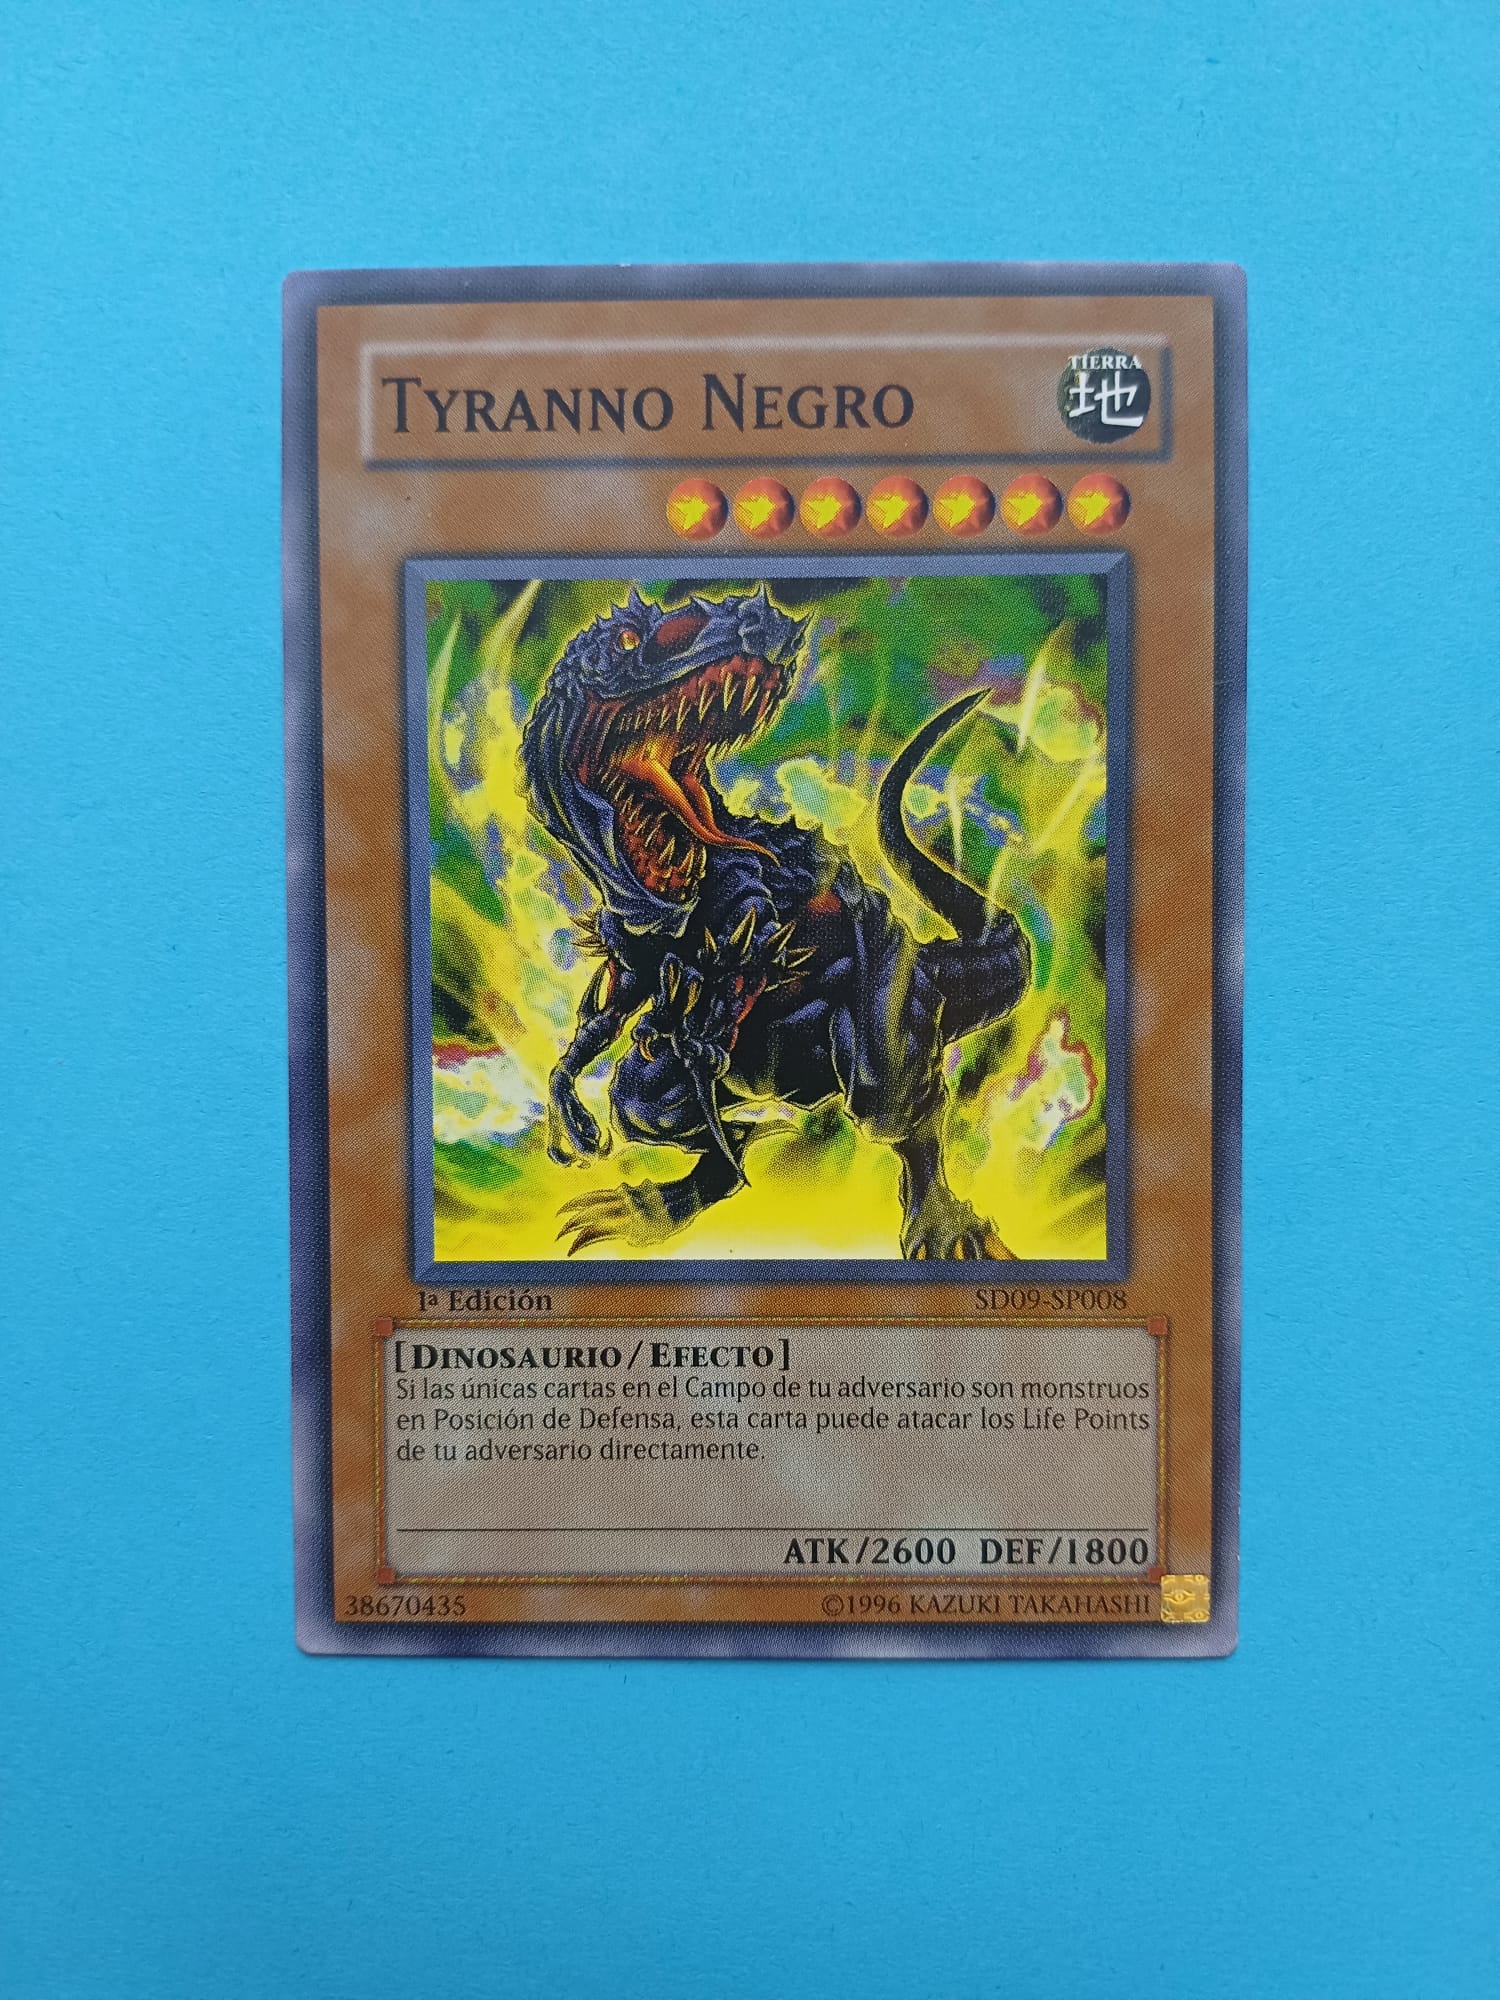 Tyranno Negro
TIERRA
地
1ª Edición
SD09-SP008
[Dinosaurio/Efecto]
Si las únicas cartas en el Campo de tu adversario son monstruos
en Posición de Defensa, esta carta puede atacar los Life Points
de tu adversario directamente.
ATK/2600 DEF/1800
38670435
©1996 KAZUKI TAKAHASHI